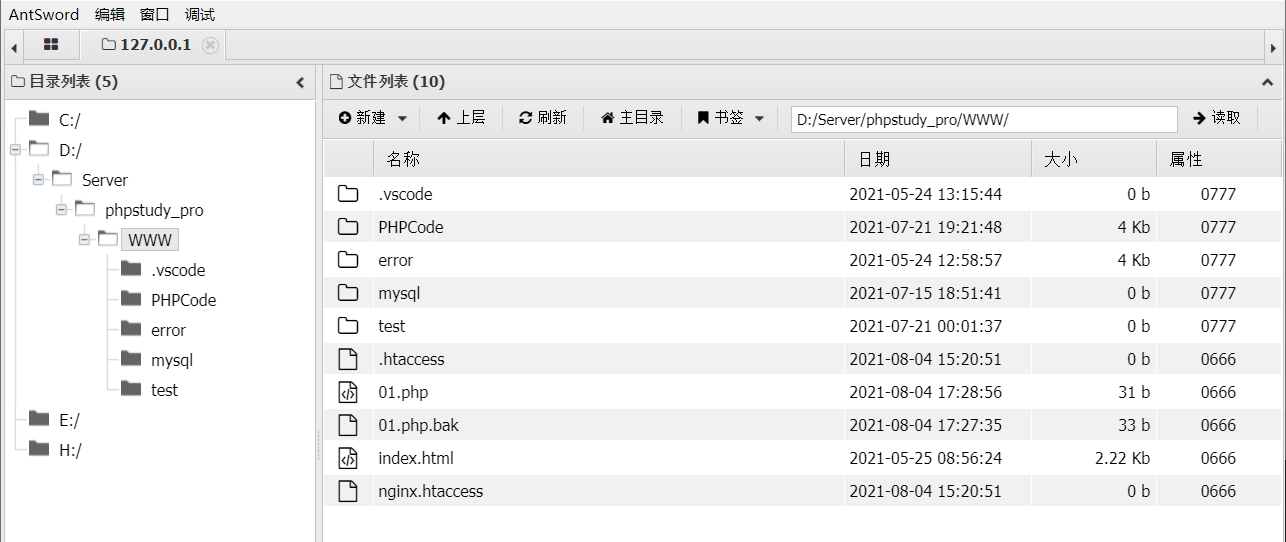 AntSword 编辑 窗口 调试
127.0.0.1
目录列表 (5)
C:/
D:/
Server
phpstudy_pro
WWW
.vscode
PHPCode
error
mysql
test
E:/
H:/
文件列表 (10)
新建 上层 刷新 主目录 书签 D:/Server/phpstudy_pro/WWW/ 读取
名称 日期 大小 属性
.vscode 2021-05-24 13:15:44 0 b 0777
PHPCode 2021-07-21 19:21:48 4 Kb 0777
error 2021-05-24 12:58:57 4 Kb 0777
mysql 2021-07-15 18:51:41 0 b 0777
test 2021-07-21 00:01:37 0 b 0777
.htaccess 2021-08-04 15:20:51 0 b 0666
01.php 2021-08-04 17:28:56 31 b 0666
01.php.bak 2021-08-04 17:27:35 33 b 0666
index.html 2021-05-25 08:56:24 2.22 Kb 0666
nginx.htaccess 2021-08-04 15:20:51 0 b 0666